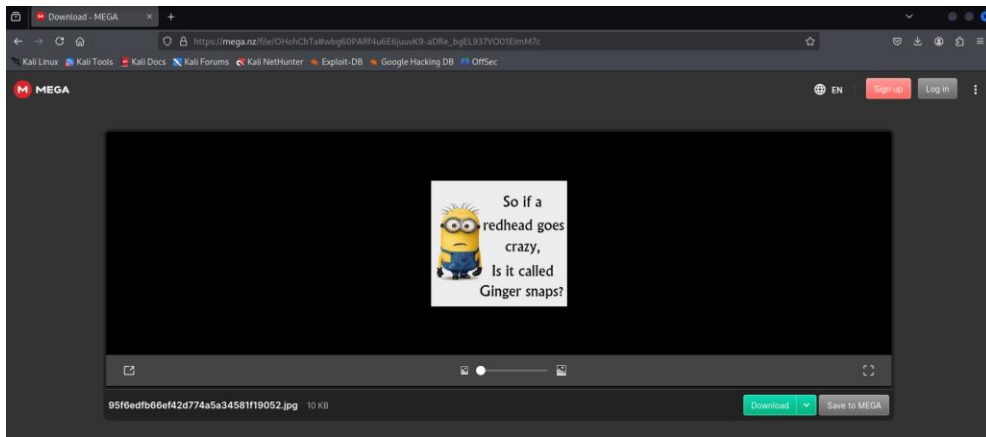 Download - MEGA
https://mega.nz/file/OHohCbTa#wbg60PARf4u6E6juuvK9-aDRe_bgEL937VO01EImM7c
Kali Linux Kali Tools Kali Docs Kali Forums Kali NetHunter Exploit-DB Google Hacking DB OffSec
M MEGA EN Sign up Log in
So if a
redhead goes
crazy,
Is it called
Ginger snaps?
95f6edfb66ef42d774a5a34581f19052.jpg 10 KB Download Save to MEGA